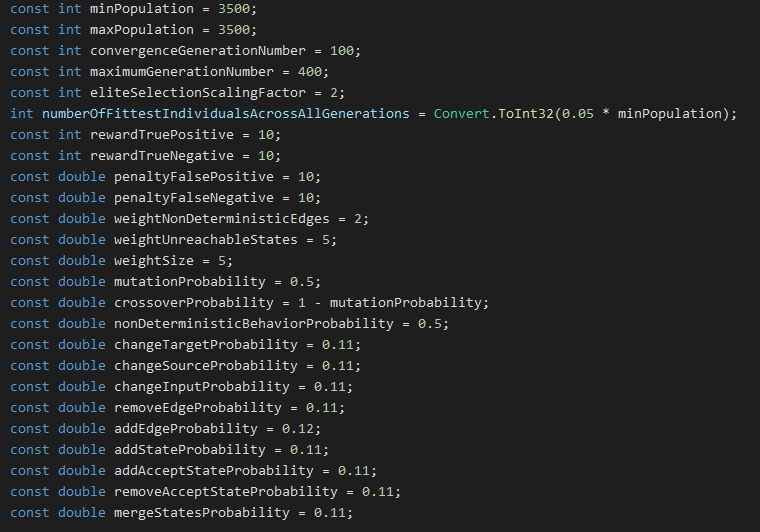 const int minPopulation = 3500;
const int maxPopulation = 3500;
const int convergenceGenerationNumber = 100;
const int maximumGenerationNumber = 400;
const int eliteSelectionScalingFactor = 2;
int numberOfFittestIndividualsAcrossAllGenerations = Convert.ToInt32(0.05 * minPopulation);
const int rewardTruePositive = 10;
const int rewardTrueNegative = 10;
const double penaltyFalsePositive = 10;
const double penaltyFalseNegative = 10;
const double weightNonDeterministicEdges = 2;
const double weightUnreachableStates = 5;
const double weightSize = 5;
const double mutationProbability = 0.5;
const double crossoverProbability = 1 - mutationProbability;
const double nonDeterministicBehaviorProbability = 0.5;
const double changeTargetProbability = 0.11;
const double changeSourceProbability = 0.11;
const double changeInputProbability = 0.11;
const double removeEdgeProbability = 0.11;
const double addEdgeProbability = 0.12;
const double addStateProbability = 0.11;
const double addAcceptStateProbability = 0.11;
const double removeAcceptStateProbability = 0.11;
const double mergeStatesProbability = 0.11;